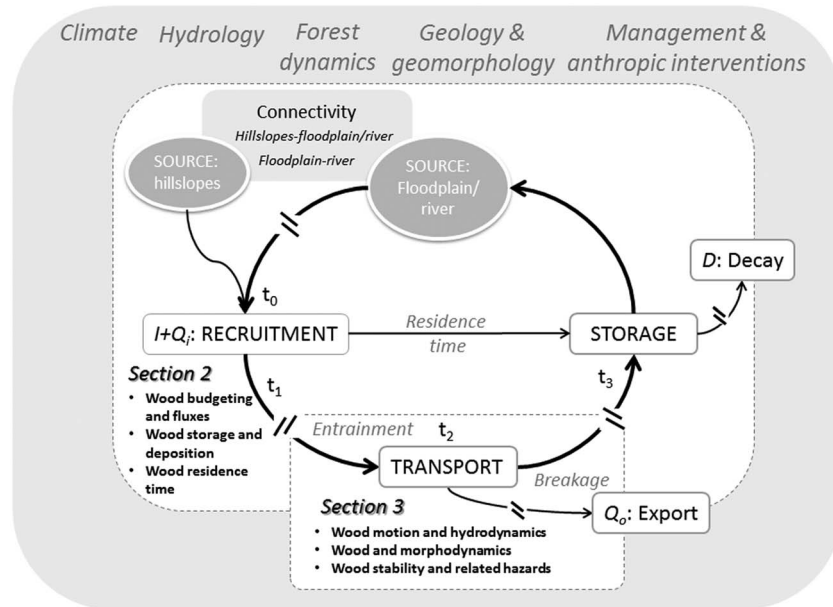 Climate Hydrology Forest dynamics Geology & geomorphology Management & anthropic interventions
Connectivity
Hillslopes-floodplain/river
Floodplain-river
SOURCE:
hillslopes
SOURCE:
Floodplain/
river
D: Decay
t0
I+Qi: RECRUITMENT
Residence
time
STORAGE
Section 2
• Wood budgeting
and fluxes
• Wood storage and
deposition
• Wood residence
time
t1
t3
Entrainment
t2
TRANSPORT
Breakage
Qo: Export
Section 3
• Wood motion and hydrodynamics
• Wood and morphodynamics
• Wood stability and related hazards